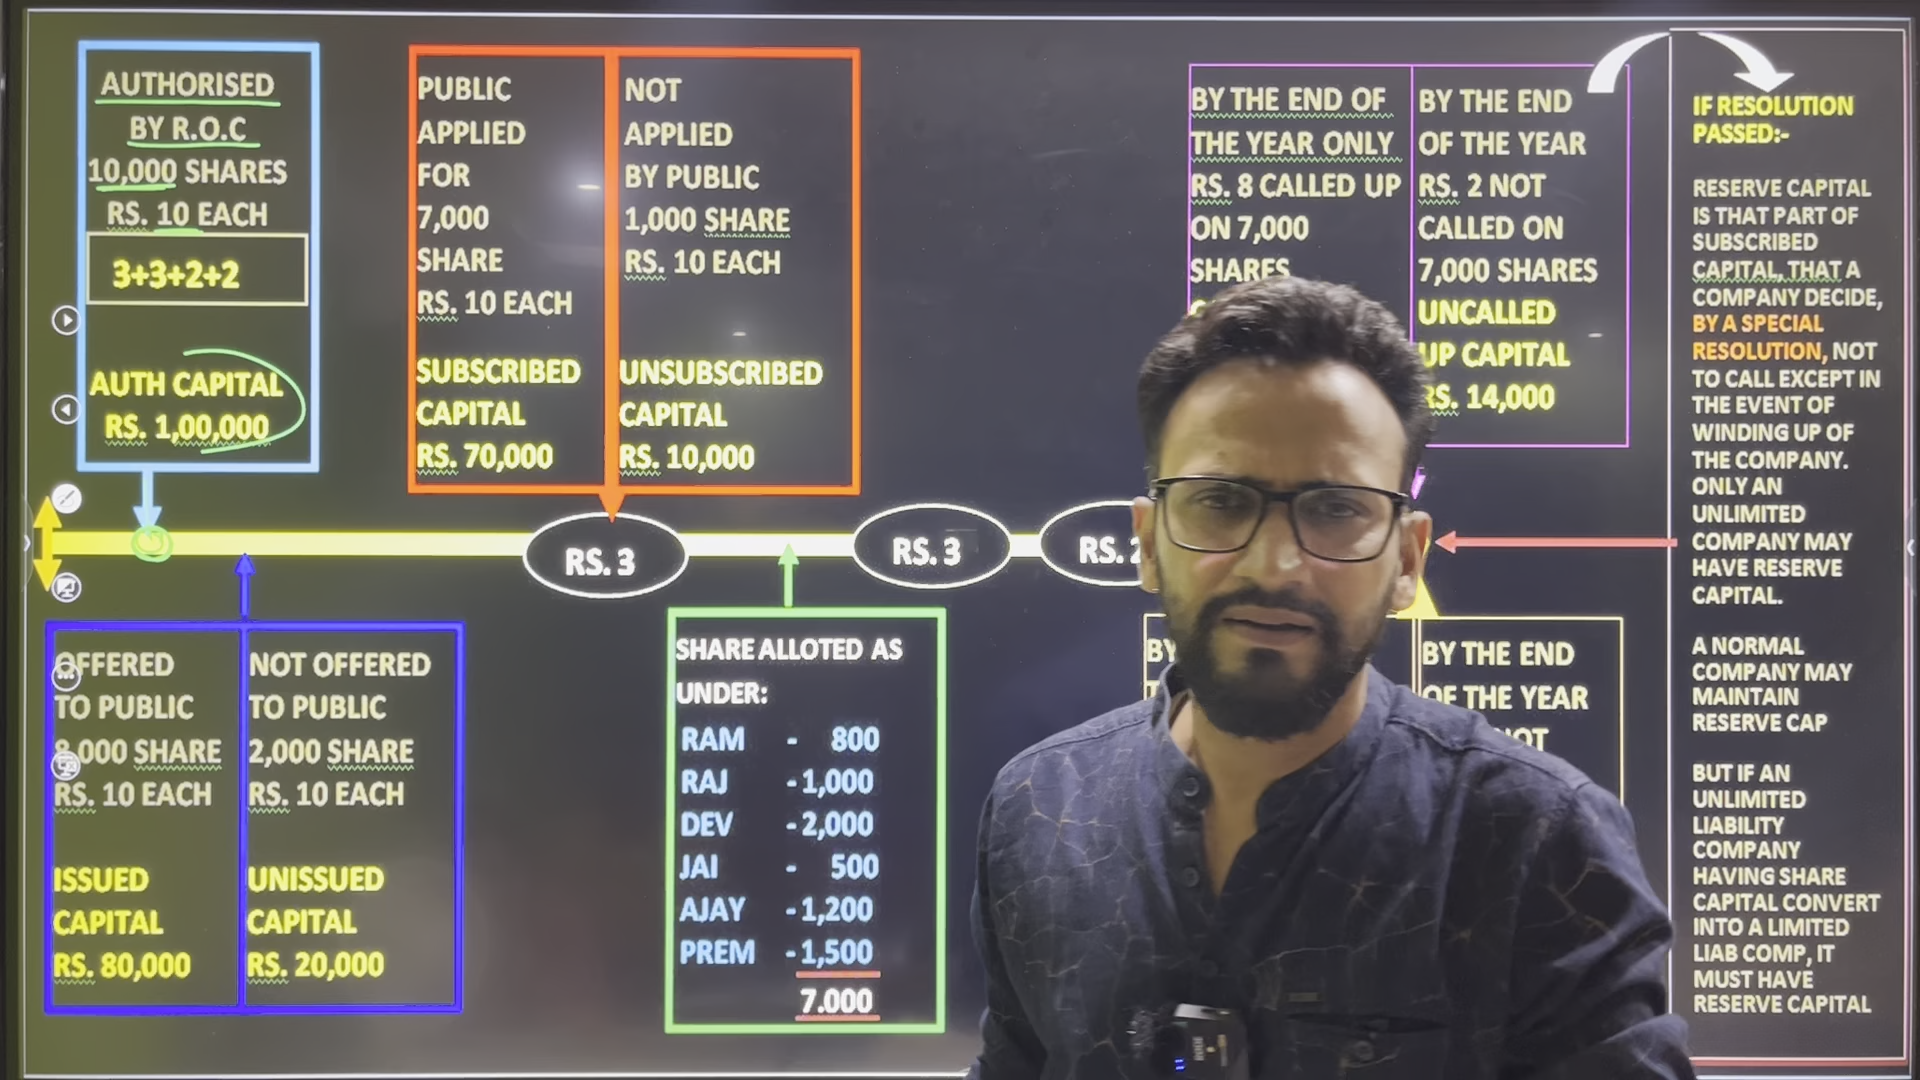 AUTHORISED
BY R.O.C
10,000 SHARES
RS. 10 EACH
3+3+2+2
AUTH CAPITAL
RS. 1,00,000
PUBLIC
APPLIED
FOR
7,000
SHARE
RS. 10 EACH
SUBSCRIBED
CAPITAL
RS. 70,000
NOT
APPLIED
BY PUBLIC
1,000 SHARE
RS. 10 EACH
UNSUBSCRIBED
CAPITAL
RS. 10,000
BY THE END OF
THE YEAR ONLY
RS. 8 CALLED UP
ON 7,000
SHARES
BY THE END
OF THE YEAR
RS. 2 NOT
CALLED ON
7,000 SHARES
UNCALLED
UP CAPITAL
RS. 14,000
IF RESOLUTION
PASSED:-
RESERVE CAPITAL
IS THAT PART OF
SUBSCRIBED
CAPITAL, THAT A
COMPANY DECIDE,
BY A SPECIAL
RESOLUTION, NOT
TO CALL EXCEPT IN
THE EVENT OF
WINDING UP OF
THE COMPANY.
ONLY AN
UNLIMITED
COMPANY MAY
HAVE RESERVE
CAPITAL.
A NORMAL
COMPANY MAY
MAINTAIN
RESERVE CAP
BUT IF AN
UNLIMITED
LIABILITY
COMPANY
HAVING SHARE
CAPITAL CONVERT
INTO A LIMITED
LIAB COMP, IT
MUST HAVE
RESERVE CAPITAL
RS. 3
RS. 3
RS. 2
OFFERED
TO PUBLIC
8,000 SHARE
RS. 10 EACH
ISSUED
CAPITAL
RS. 80,000
NOT OFFERED
TO PUBLIC
2,000 SHARE
RS. 10 EACH
UNISSUED
CAPITAL
RS. 20,000
SHARE ALLOTED AS
UNDER:
RAM - 800
RAJ -1,000
DEV -2,000
JAI - 500
AJAY -1,200
PREM -1,500
7.000
BY
BY THE END
OF THE YEAR
NOT